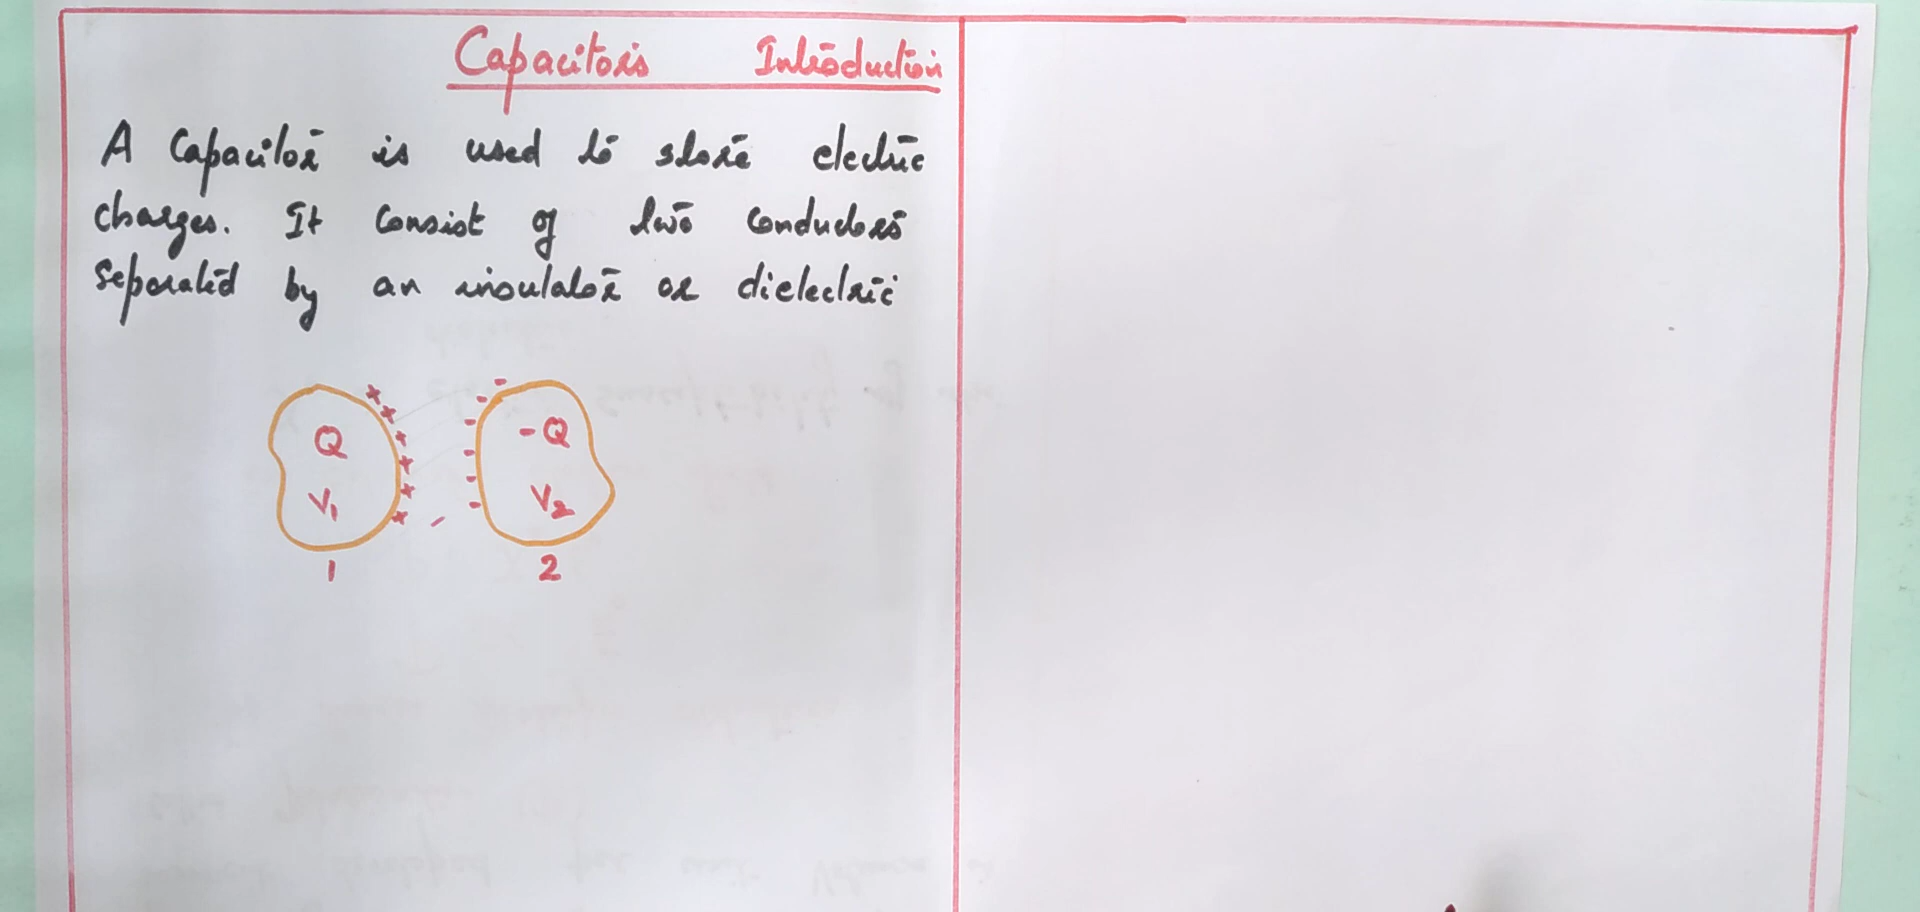 Capacitors Introduction
A Capacitor is used to store electric
charges. It consist of two conductors
separated by an insulator or dielectric
Q -Q
V1 V2
1 2